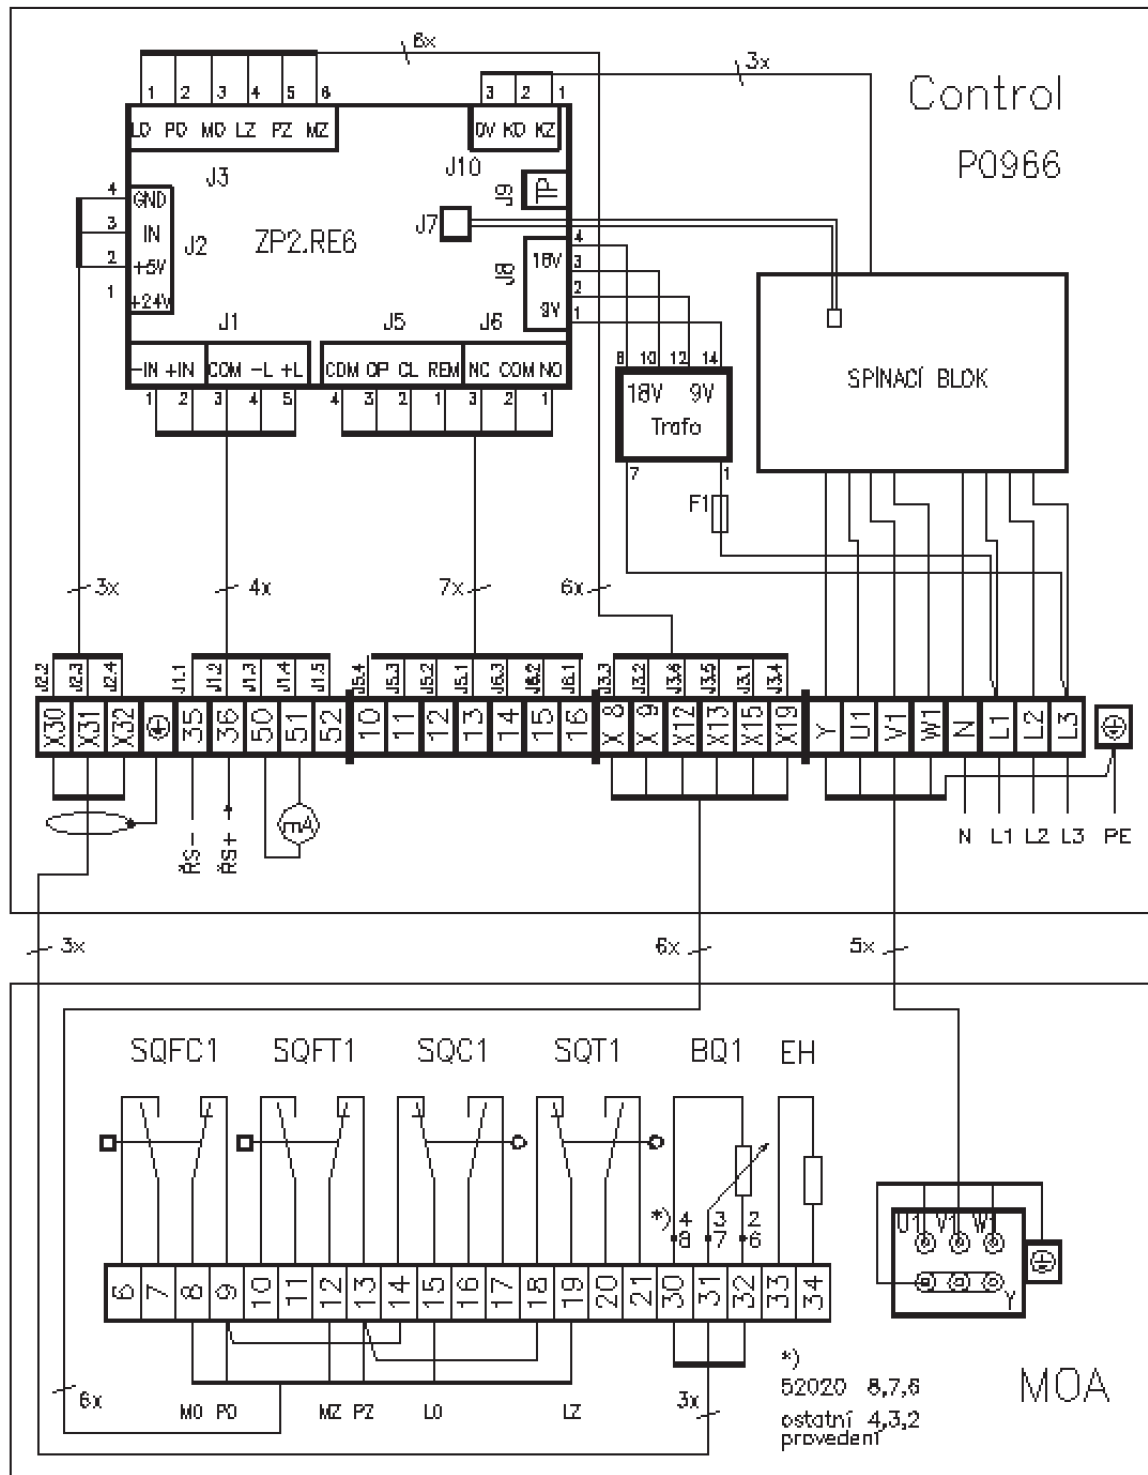 6x
3x
Control
P0966
1 2 3 4 5 6
3 2 1
LD PD MD LZ PZ MZ
0V KD KZ
J3
J10
J9
TP
4
GND
3
IN
2
+5V
1
+24V
J2
ZP2.RE6
J7
J8
18V
9V
4
3
2
1
J1
J5
J6
-IN +IN COM -L +L
COM OP CL REM NC COM NO
1 2 3 4 5
4 3 2 1 3 2 1
8 10 12 14
18V 9V
Trafo
7 1
F1
SPÍNACÍ BLOK
3x
4x
7x
6x
J2.2 J2.3 J2.4 J1.1 J1.2 J1.3 J1.4 J1.5 J5.4 J5.3 J5.2 J5.1 J6.3 J6.2 J6.1 J3.3 J3.2 J3.6 J3.5 J3.1 J3.4
X30 X31 X32 35 36 50 51 52 10 11 12 13 14 15 16 X8 X9 X12 X13 X15 X19 Y U1 V1 W1 N L1 L2 L3
ŘS- ŘS+
mA
N L1 L2 L3 PE
3x
6x
5x
SQFC1 SQFT1 SQC1 SQT1 BQ1 EH
*) 4 3 2
8 7 6
U1 V1 W1
Y
6 7 8 9 10 11 12 13 14 15 16 17 18 19 20 21 30 31 32 33 34
6x
MO PO MZ PZ LO LZ
3x
*)
52020 8,7,6
ostatní 4,3,2
provedení
MOA